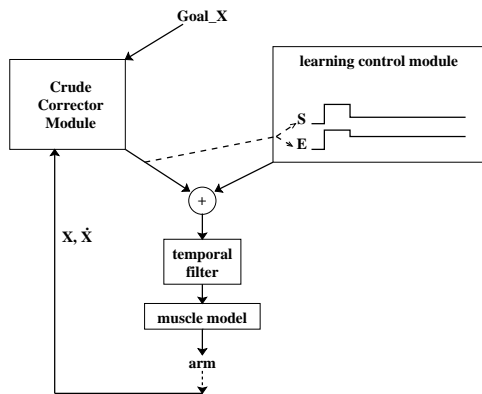 Goal_X
Crude
Corrector
Module
learning control module
S
E
+
X, Ẋ
temporal
filter
muscle model
arm